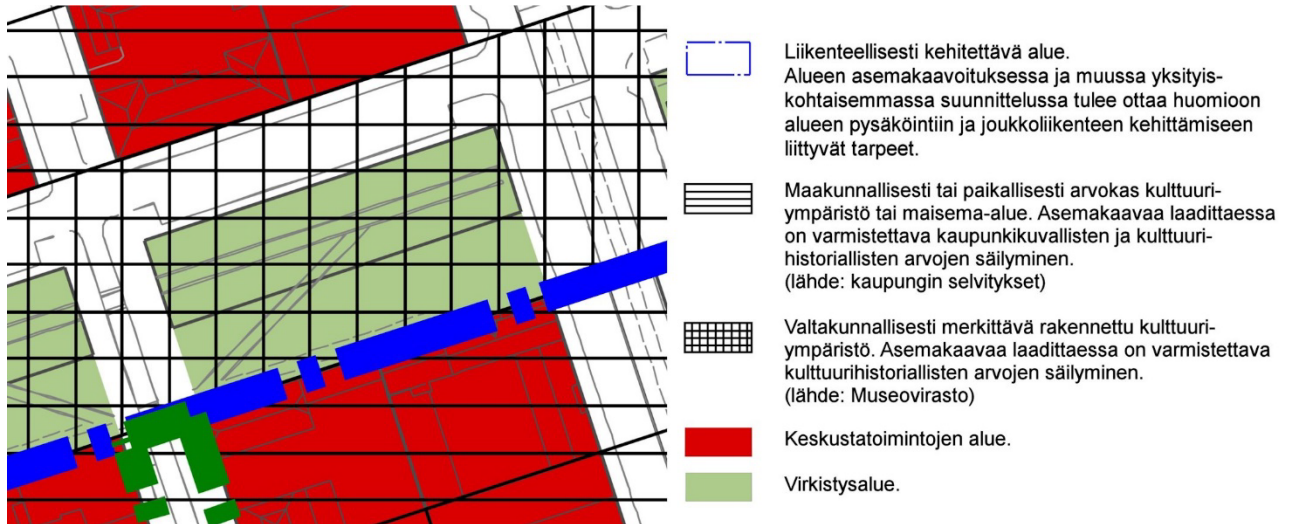 Liikenteellisesti kehitettävä alue.
Alueen asemakaavoituksessa ja muussa yksityis-
kohtaisemmassa suunnittelussa tulee ottaa huomioon
alueen pysäköintiin ja joukkoliikenteen kehittämiseen
liittyvät tarpeet.
Maakunnallisesti tai paikallisesti arvokas kulttuuri-
ympäristö tai maisema-alue. Asemakaavaa laadittaessa
on varmistettava kaupunkikuvallisten ja kulttuuri-
historiallisten arvojen säilyminen.
(lähde: kaupungin selvitykset)
Valtakunnallisesti merkittävä rakennettu kulttuuri-
ympäristö. Asemakaavaa laadittaessa on varmistettava
kulttuurihistoriallisten arvojen säilyminen.
(lähde: Museovirasto)
Keskustatoimintojen alue.
Virkistysalue.